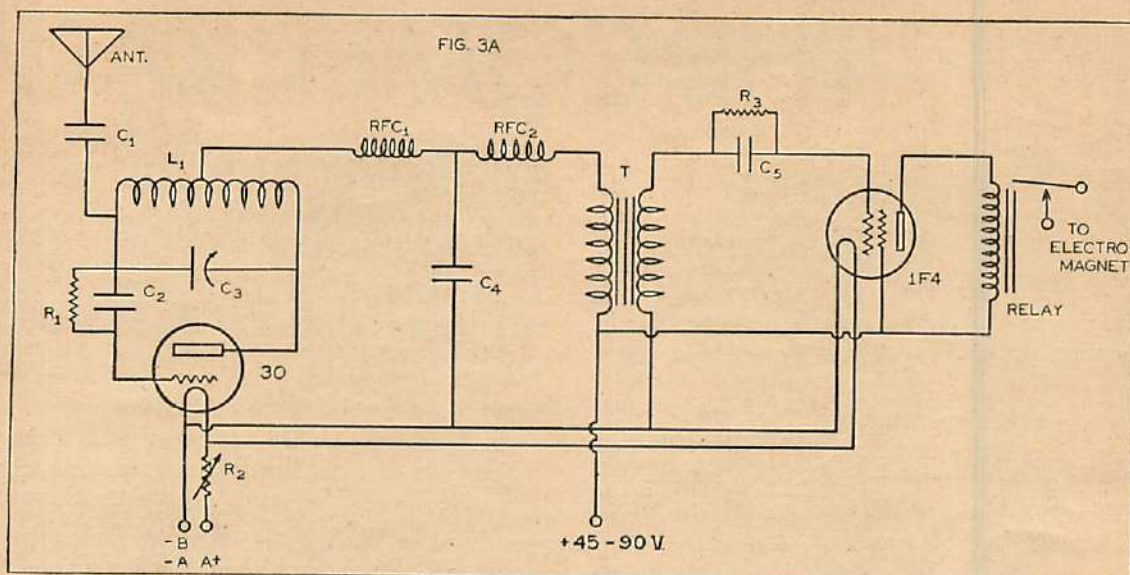 FIG. 3A
ANT.
C₁
L₁
RFC₁
RFC₂
R₃
T
C₅
C₂
C₃
R₁
C₄
1F4
TO
ELECTRO-
MAGNET
RELAY
30
R₂
-B
-A A+
+45-90 V.